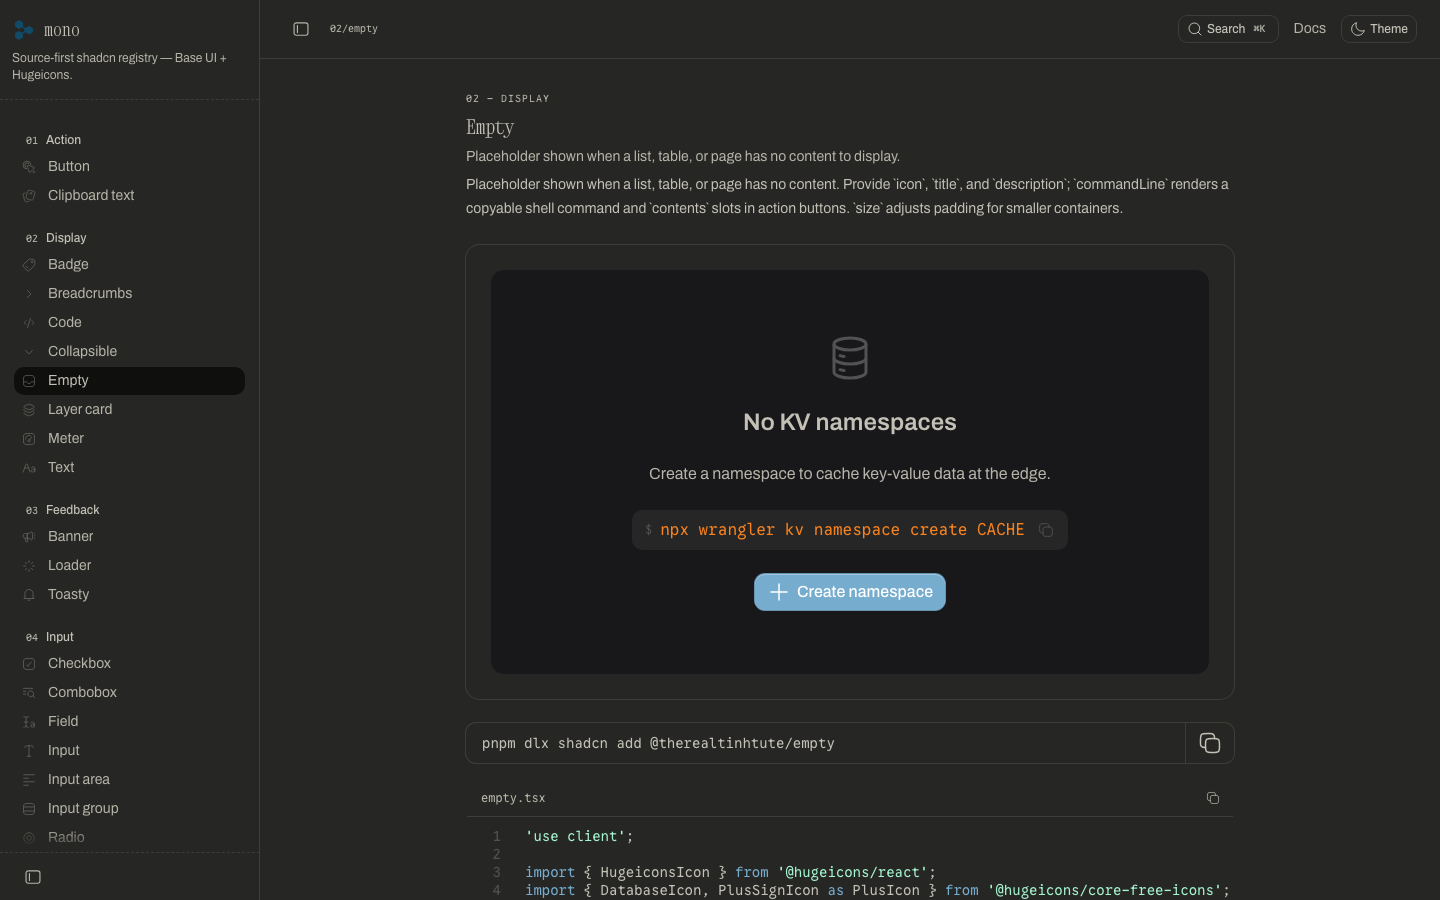 mono
Source-first shadcn registry — Base UI +
Hugeicons.
01 Action
Button
Clipboard text
02 Display
Badge
Breadcrumbs
Code
Collapsible
Empty
Layer card
Meter
Text
03 Feedback
Banner
Loader
Toasty
04 Input
Checkbox
Combobox
Field
Input
Input area
Input group
Radio
02/empty
Search ⌘K
Docs
Theme
02 — DISPLAY
Empty
Placeholder shown when a list, table, or page has no content to display.
Placeholder shown when a list, table, or page has no content. Provide `icon`, `title`, and `description`; `commandLine` renders a
copyable shell command and `contents` slots in action buttons. `size` adjusts padding for smaller containers.
No KV namespaces
Create a namespace to cache key-value data at the edge.
$ npx wrangler kv namespace create CACHE
Create namespace
pnpm dlx shadcn add @therealtinhtute/empty
empty.tsx
1 'use client';
2
3 import { HugeiconsIcon } from '@hugeicons/react';
4 import { DatabaseIcon, PlusSignIcon as PlusIcon } from '@hugeicons/core-free-icons';